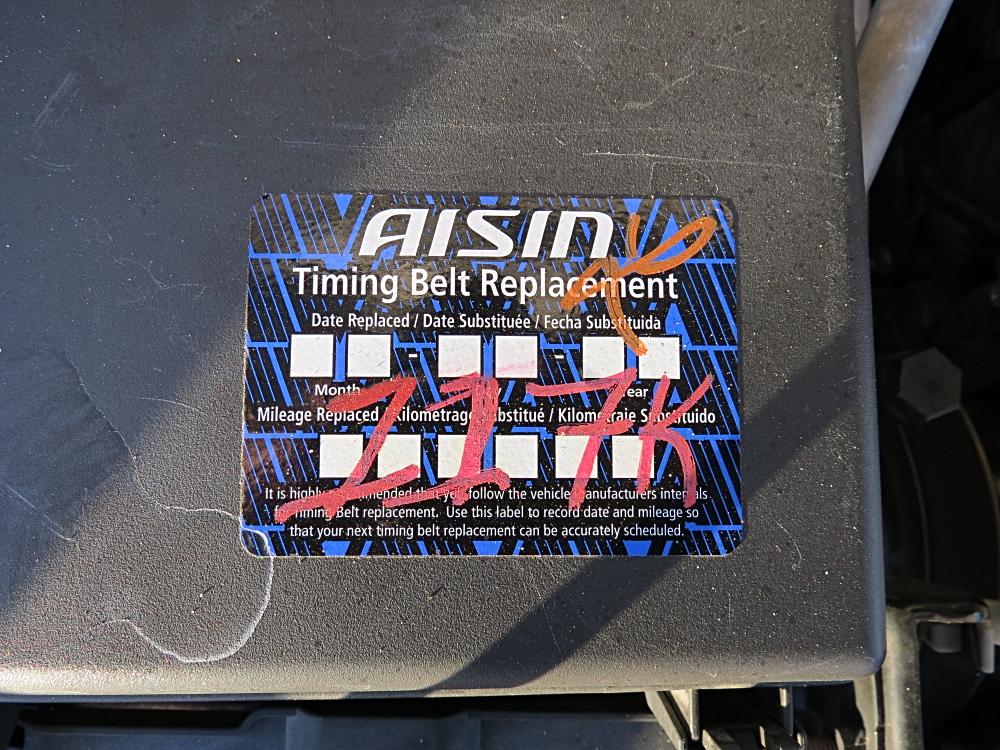 AISIN
Timing Belt Replacement
Date Replaced / Date Substituée / Fecha Substituida
- -
Month Year
217K
Mileage Replaced / Kilometrage Substitué / Kilometraje Substituido
It is highly recommended that you follow the vehicle manufacturers intervals
for Timing Belt replacement. Use this label to record date and mileage so
that your next timing belt replacement can be accurately scheduled.